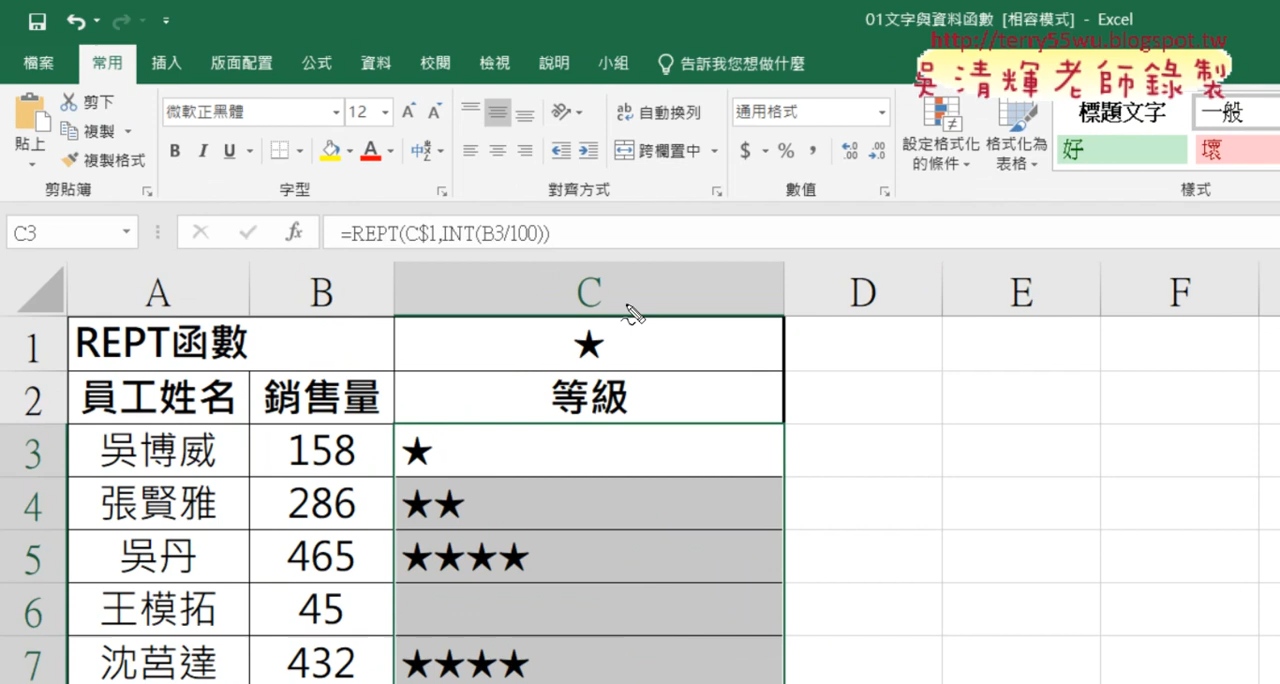 01文字與資料函數 [相容模式] - Excel
http://terry55wu.blogspot.tw
吳清輝老師錄製
檔案 常用 插入 版面配置 公式 資料 校閱 檢視 說明 小組 告訴我您想做什麼
貼上 剪下 複製 複製格式
微軟正黑體 12
B I U A 中
自動換列
跨欄置中
通用格式
$ % ,
設定格式化的條件 格式化為表格
標題文字 一般
好 壞
剪貼簿 字型 對齊方式 數值 樣式
C3 fx =REPT(C$1,INT(B3/100))
A B C D E F
1 REPT函數 ★
2 員工姓名 銷售量 等級
3 吳博威 158 ★
4 張賢雅 286 ★★
5 吳丹 465 ★★★★
6 王模拓 45
7 沈莒達 432 ★★★★